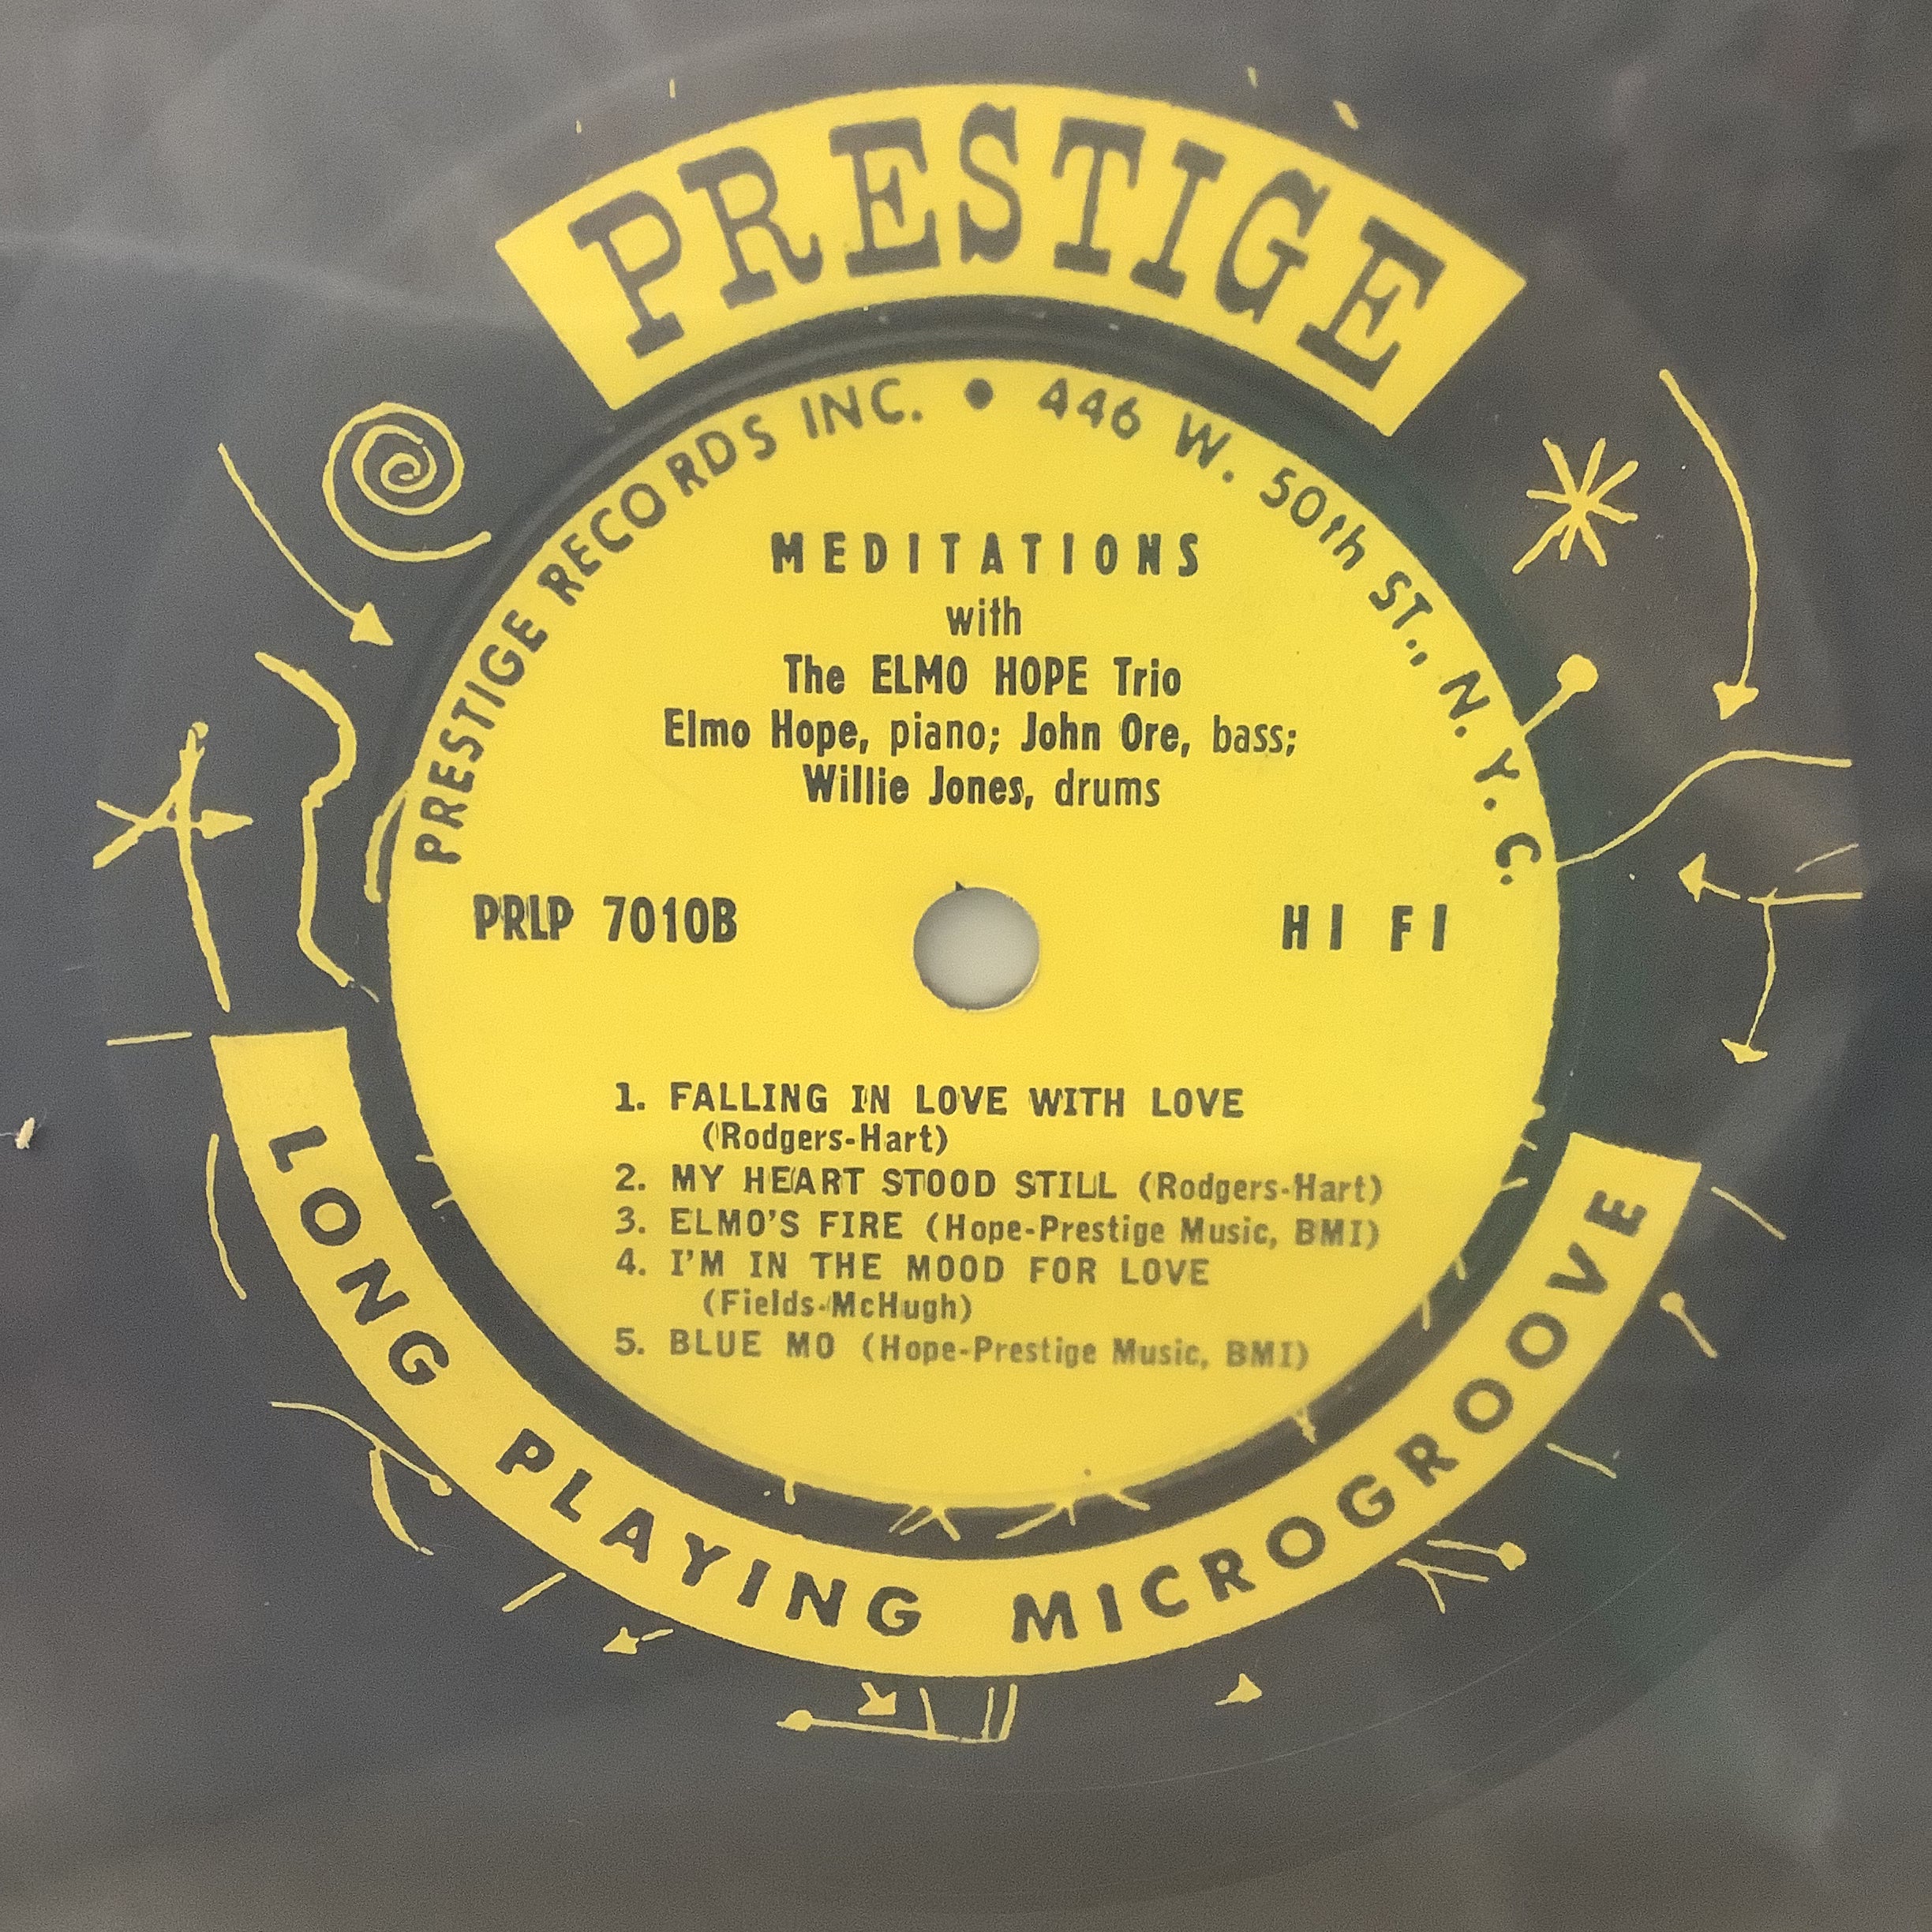 PRESTIGE
PRESTIGE RECORDS INC. • 446 W. 50th ST., N. Y. C.
MEDITATIONS
with
The ELMO HOPE Trio
Elmo Hope, piano; John Ore, bass;
Willie Jones, drums
PRLP 7010B HI FI
1. FALLING IN LOVE WITH LOVE
(Rodgers-Hart)
2. MY HEART STOOD STILL (Rodgers-Hart)
3. ELMO'S FIRE (Hope-Prestige Music, BMI)
4. I'M IN THE MOOD FOR LOVE
(Fields-McHugh)
5. BLUE MO (Hope-Prestige Music, BMI)
LONG PLAYING MICROGROOVE